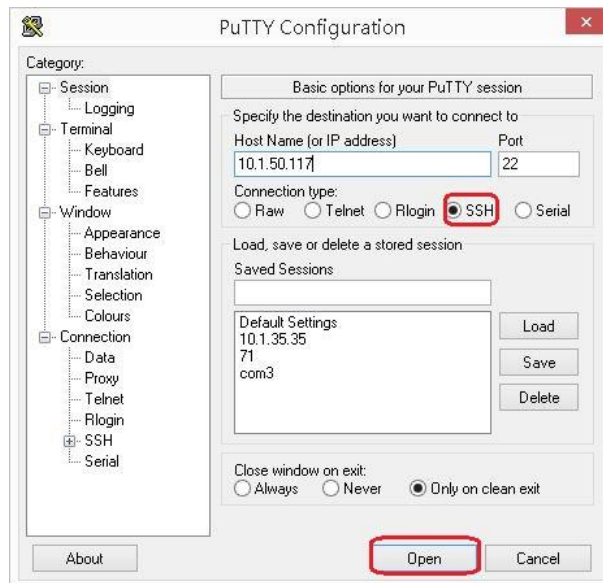 PuTTY Configuration
Category:
Session
Logging
Terminal
Keyboard
Bell
Features
Window
Appearance
Behaviour
Translation
Selection
Colours
Connection
Data
Proxy
Telnet
Rlogin
SSH
Serial
Basic options for your PuTTY session
Specify the destination you want to connect to
Host Name (or IP address) Port
10.1.50.117 22
Connection type:
Raw Telnet Rlogin SSH Serial
Load, save or delete a stored session
Saved Sessions
Default Settings
10.1.35.35
71
com3
Load
Save
Delete
Close window on exit:
Always Never Only on clean exit
About Open Cancel